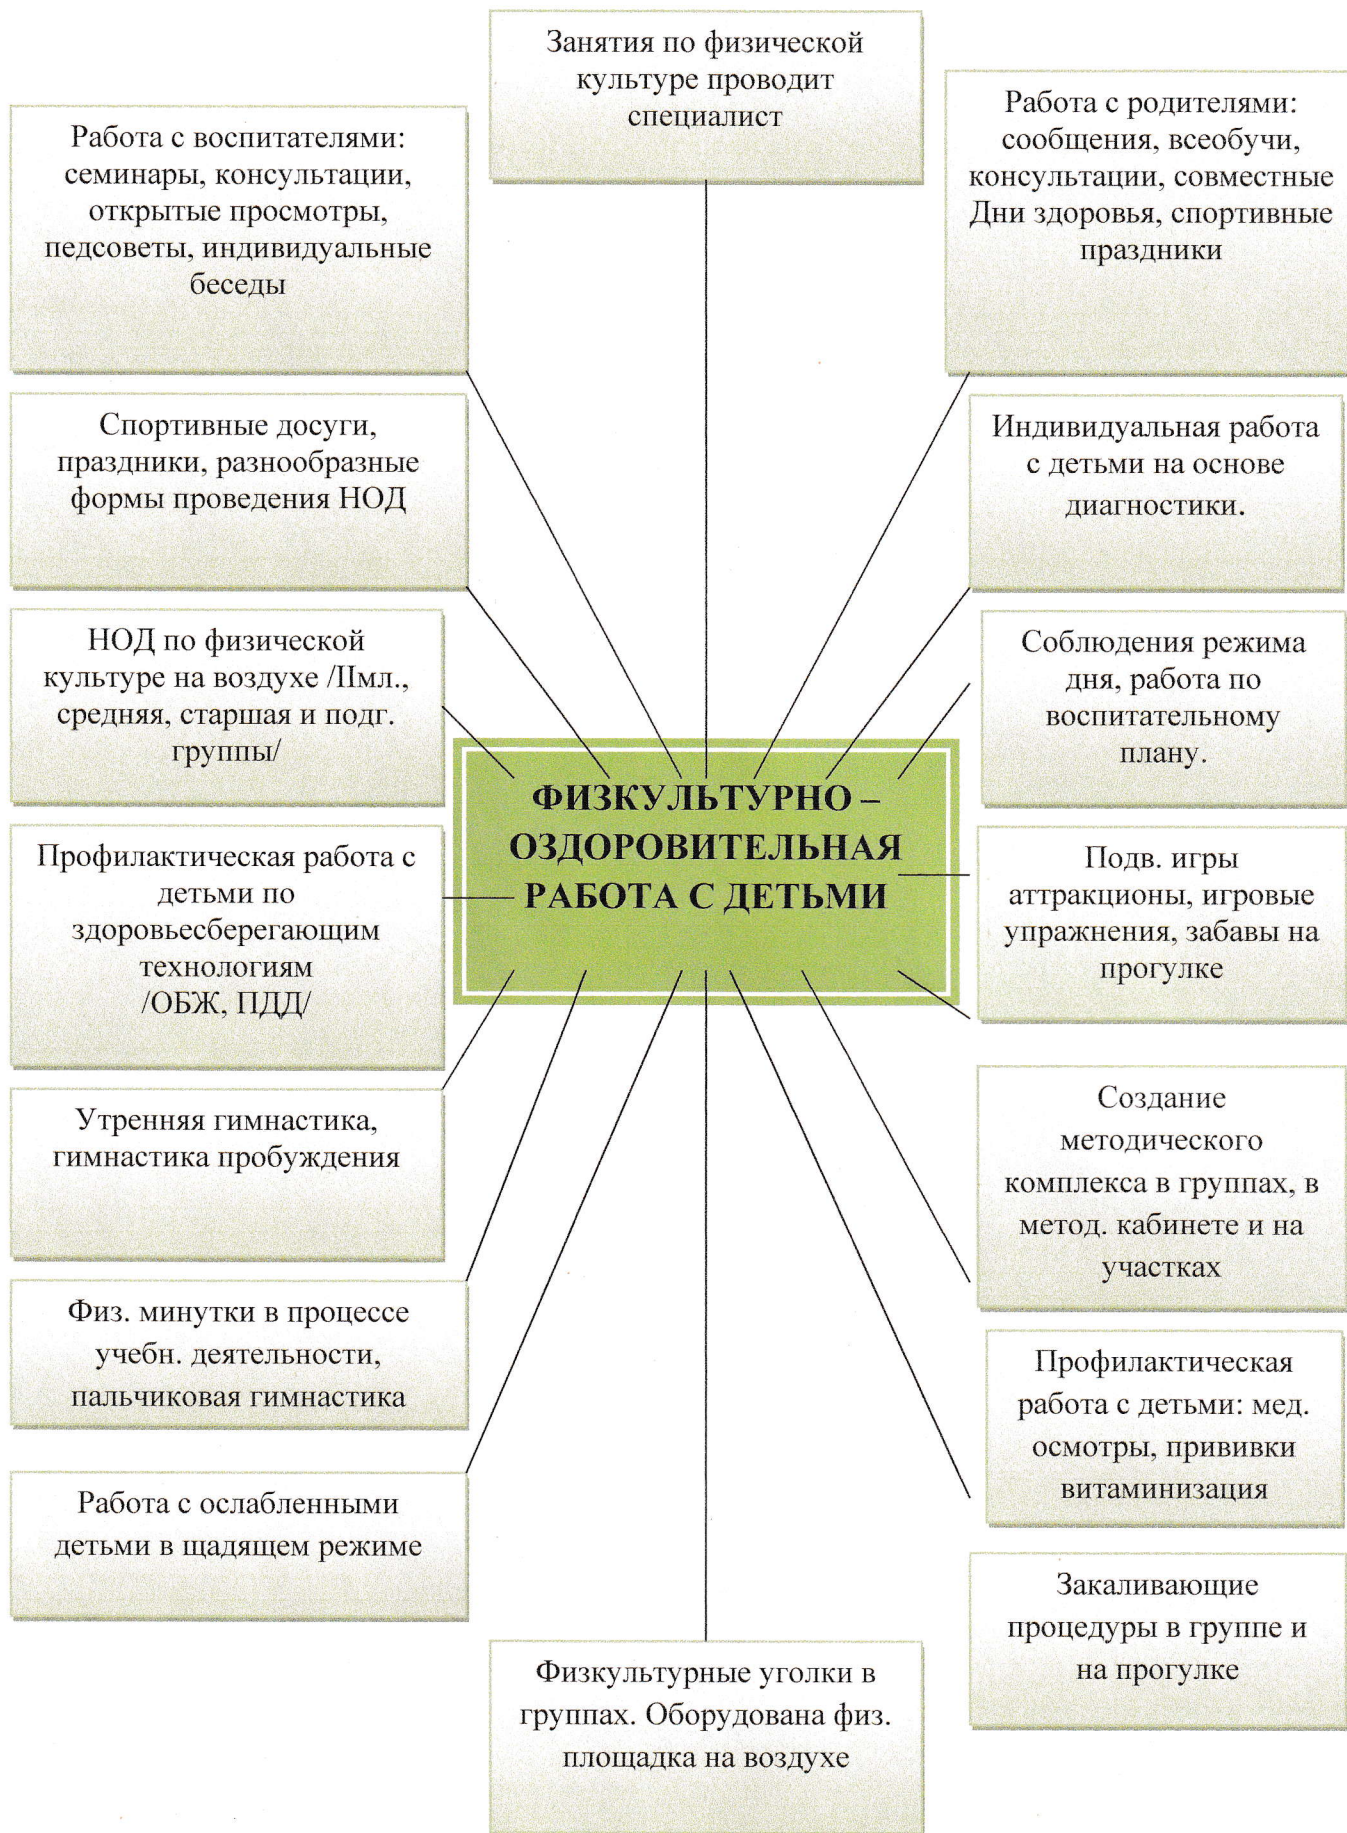 Занятия по физической
культуре проводит
специалист
Работа с воспитателями:
семинары, консультации,
открытые просмотры,
педсоветы, индивидуальные
беседы
Работа с родителями:
сообщения, всеобучи,
консультации, совместные
Дни здоровья, спортивные
праздники
Спортивные досуги,
праздники, разнообразные
формы проведения НОД
Индивидуальная работа
с детьми на основе
диагностики.
НОД по физической
культуре на воздухе /IIмл.,
средняя, старшая и подг.
группы/
Соблюдения режима
дня, работа по
воспитательному
плану.
ФИЗКУЛЬТУРНО –
ОЗДОРОВИТЕЛЬНАЯ
РАБОТА С ДЕТЬМИ
Профилактическая работа с
детьми по
здоровьесберегающим
технологиям
/ОБЖ, ПДД/
Подв. игры
аттракционы, игровые
упражнения, забавы на
прогулке
Утренняя гимнастика,
гимнастика пробуждения
Создание
методического
комплекса в группах, в
метод. кабинете и на
участках
Физ. минутки в процессе
учебн. деятельности,
пальчиковая гимнастика
Профилактическая
работа с детьми: мед.
осмотры, прививки
витаминизация
Работа с ослабленными
детьми в щадящем режиме
Закаливающие
процедуры в группе и
на прогулке
Физкультурные уголки в
группах. Оборудована физ.
площадка на воздухе